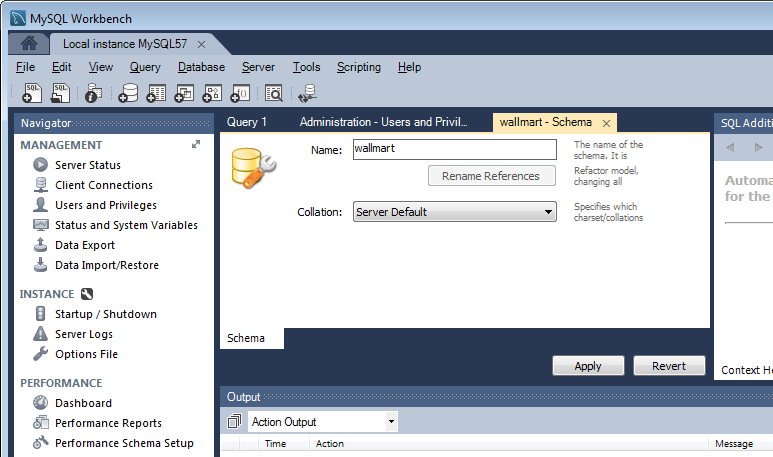 MySQL Workbench
Local instance MySQL57
File Edit View Query Database Server Tools Scripting Help
SQL SQL
Navigator
MANAGEMENT
Server Status
Client Connections
Users and Privileges
Status and System Variables
Data Export
Data Import/Restore
INSTANCE
Startup / Shutdown
Server Logs
Options File
PERFORMANCE
Dashboard
Performance Reports
Performance Schema Setup
Query 1 Administration - Users and Privil... wallmart - Schema
Name: wallmart
The name of the
schema. It is
Rename References
Refactor model,
changing all
Collation: Server Default
Specifies which
charset/collations
Schema
Apply Revert
Output
Action Output
Time Action Message
SQL Additi
Automa
for the
Context He